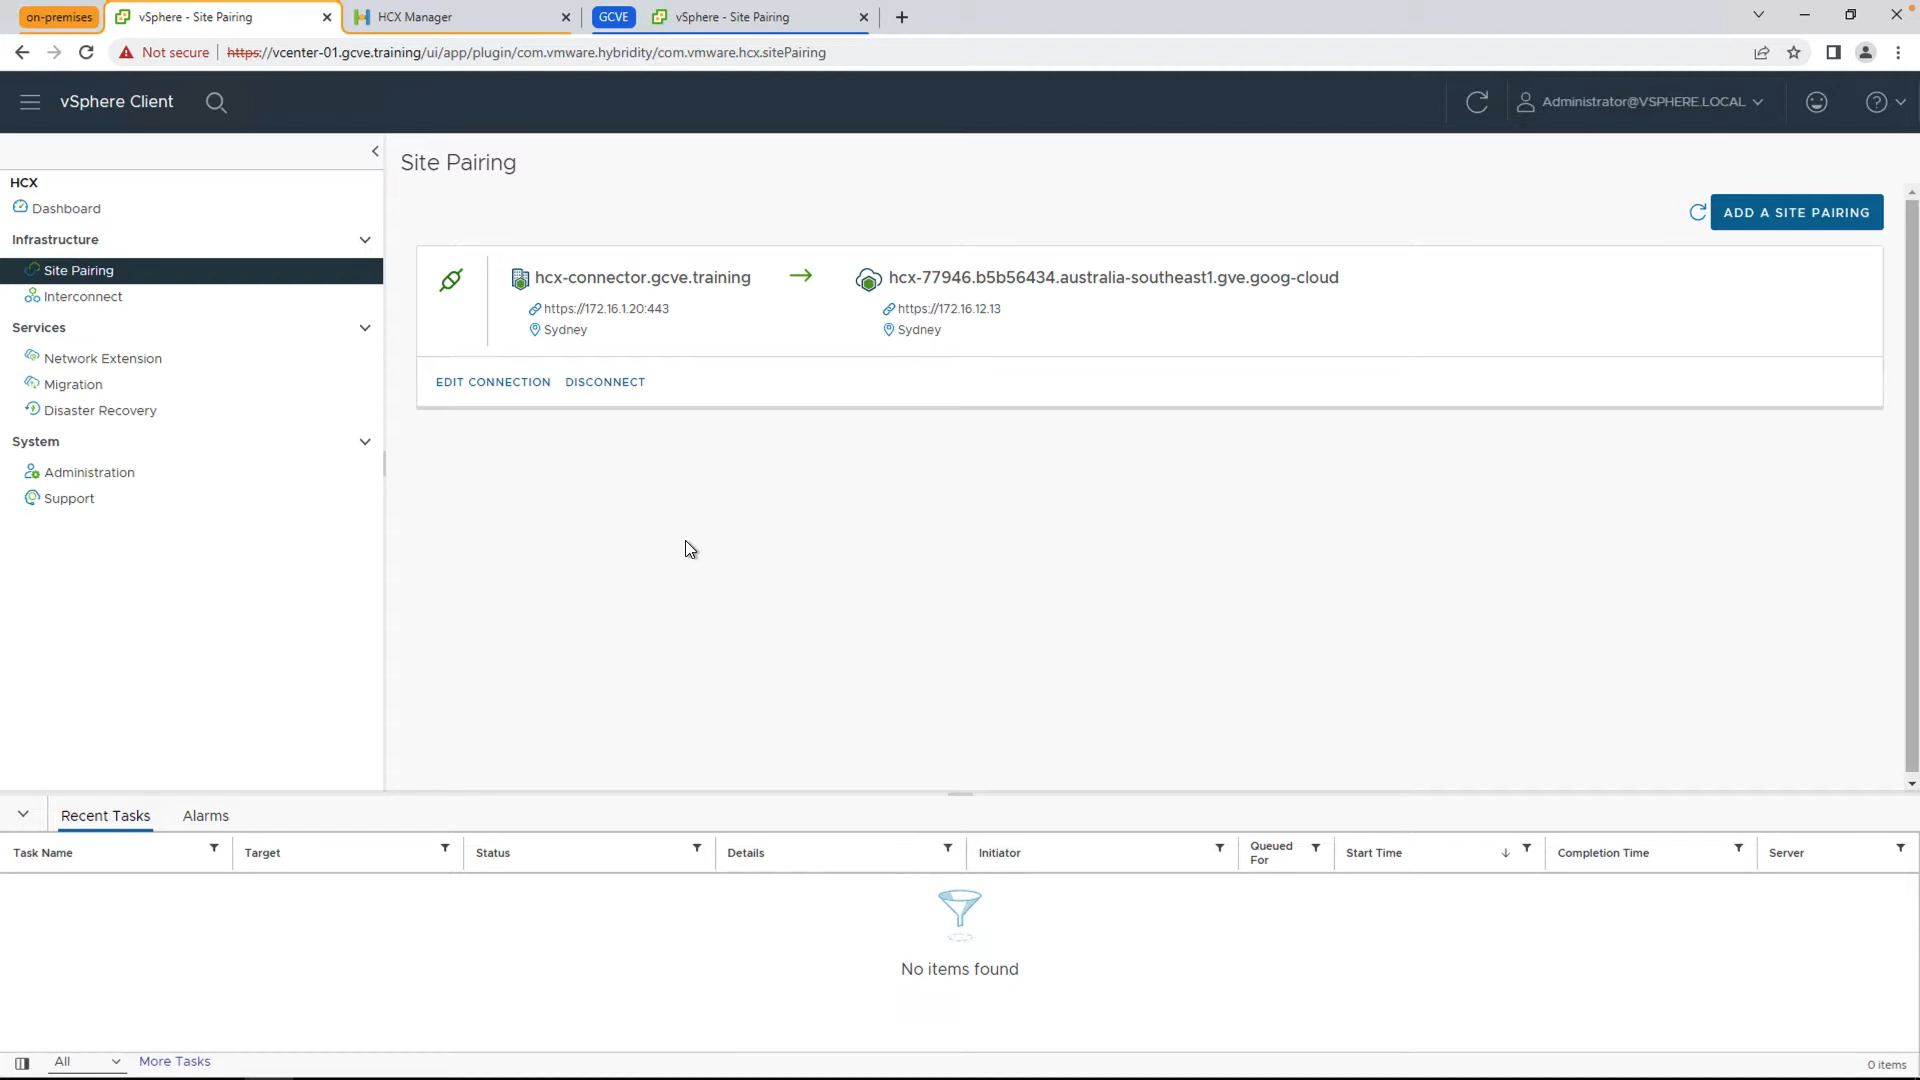 on-premises
vSphere - Site Pairing
HCX Manager
GCVE
vSphere - Site Pairing
Not secure
https://vcenter-01.gcve.training/ui/app/plugin/com.vmware.hybridity/com.vmware.hcx.sitePairing
vSphere Client
Administrator@VSPHERE.LOCAL
HCX
Dashboard
Infrastructure
Site Pairing
Interconnect
Services
Network Extension
Migration
Disaster Recovery
System
Administration
Support
Site Pairing
ADD A SITE PAIRING
hcx-connector.gcve.training
https://172.16.1.20:443
Sydney
hcx-77946.b5b56434.australia-southeast1.gve.goog-cloud
https://172.16.12.13
Sydney
EDIT CONNECTION
DISCONNECT
Recent Tasks
Alarms
Task Name
Target
Status
Details
Initiator
Queued
For
Start Time
Completion Time
Server
No items found
All
More Tasks
0 items